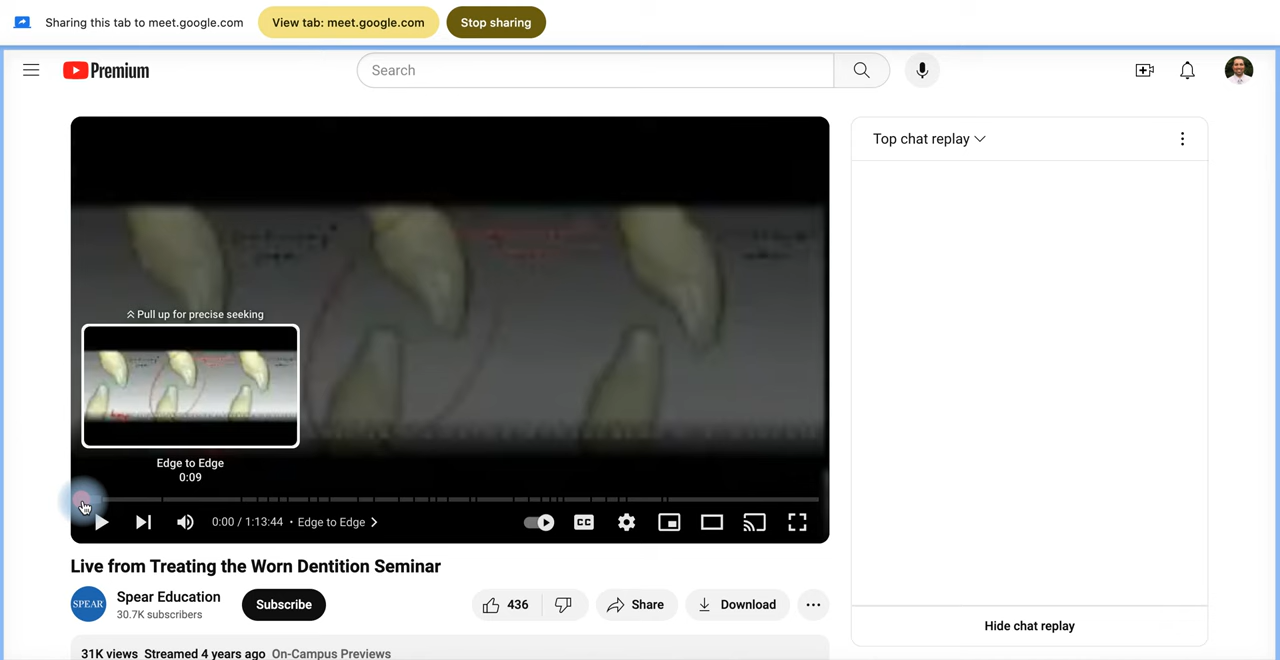 Sharing this tab to meet.google.com
View tab: meet.google.com
Stop sharing
Premium
Search
Top chat replay
Pull up for precise seeking
Edge to Edge
0:09
0:00 / 1:13:44 • Edge to Edge
CC
Live from Treating the Worn Dentition Seminar
SPEAR
Spear Education
30.7K subscribers
Subscribe
436
Share
Download
Hide chat replay
31K views Streamed 4 years ago On-Campus Previews